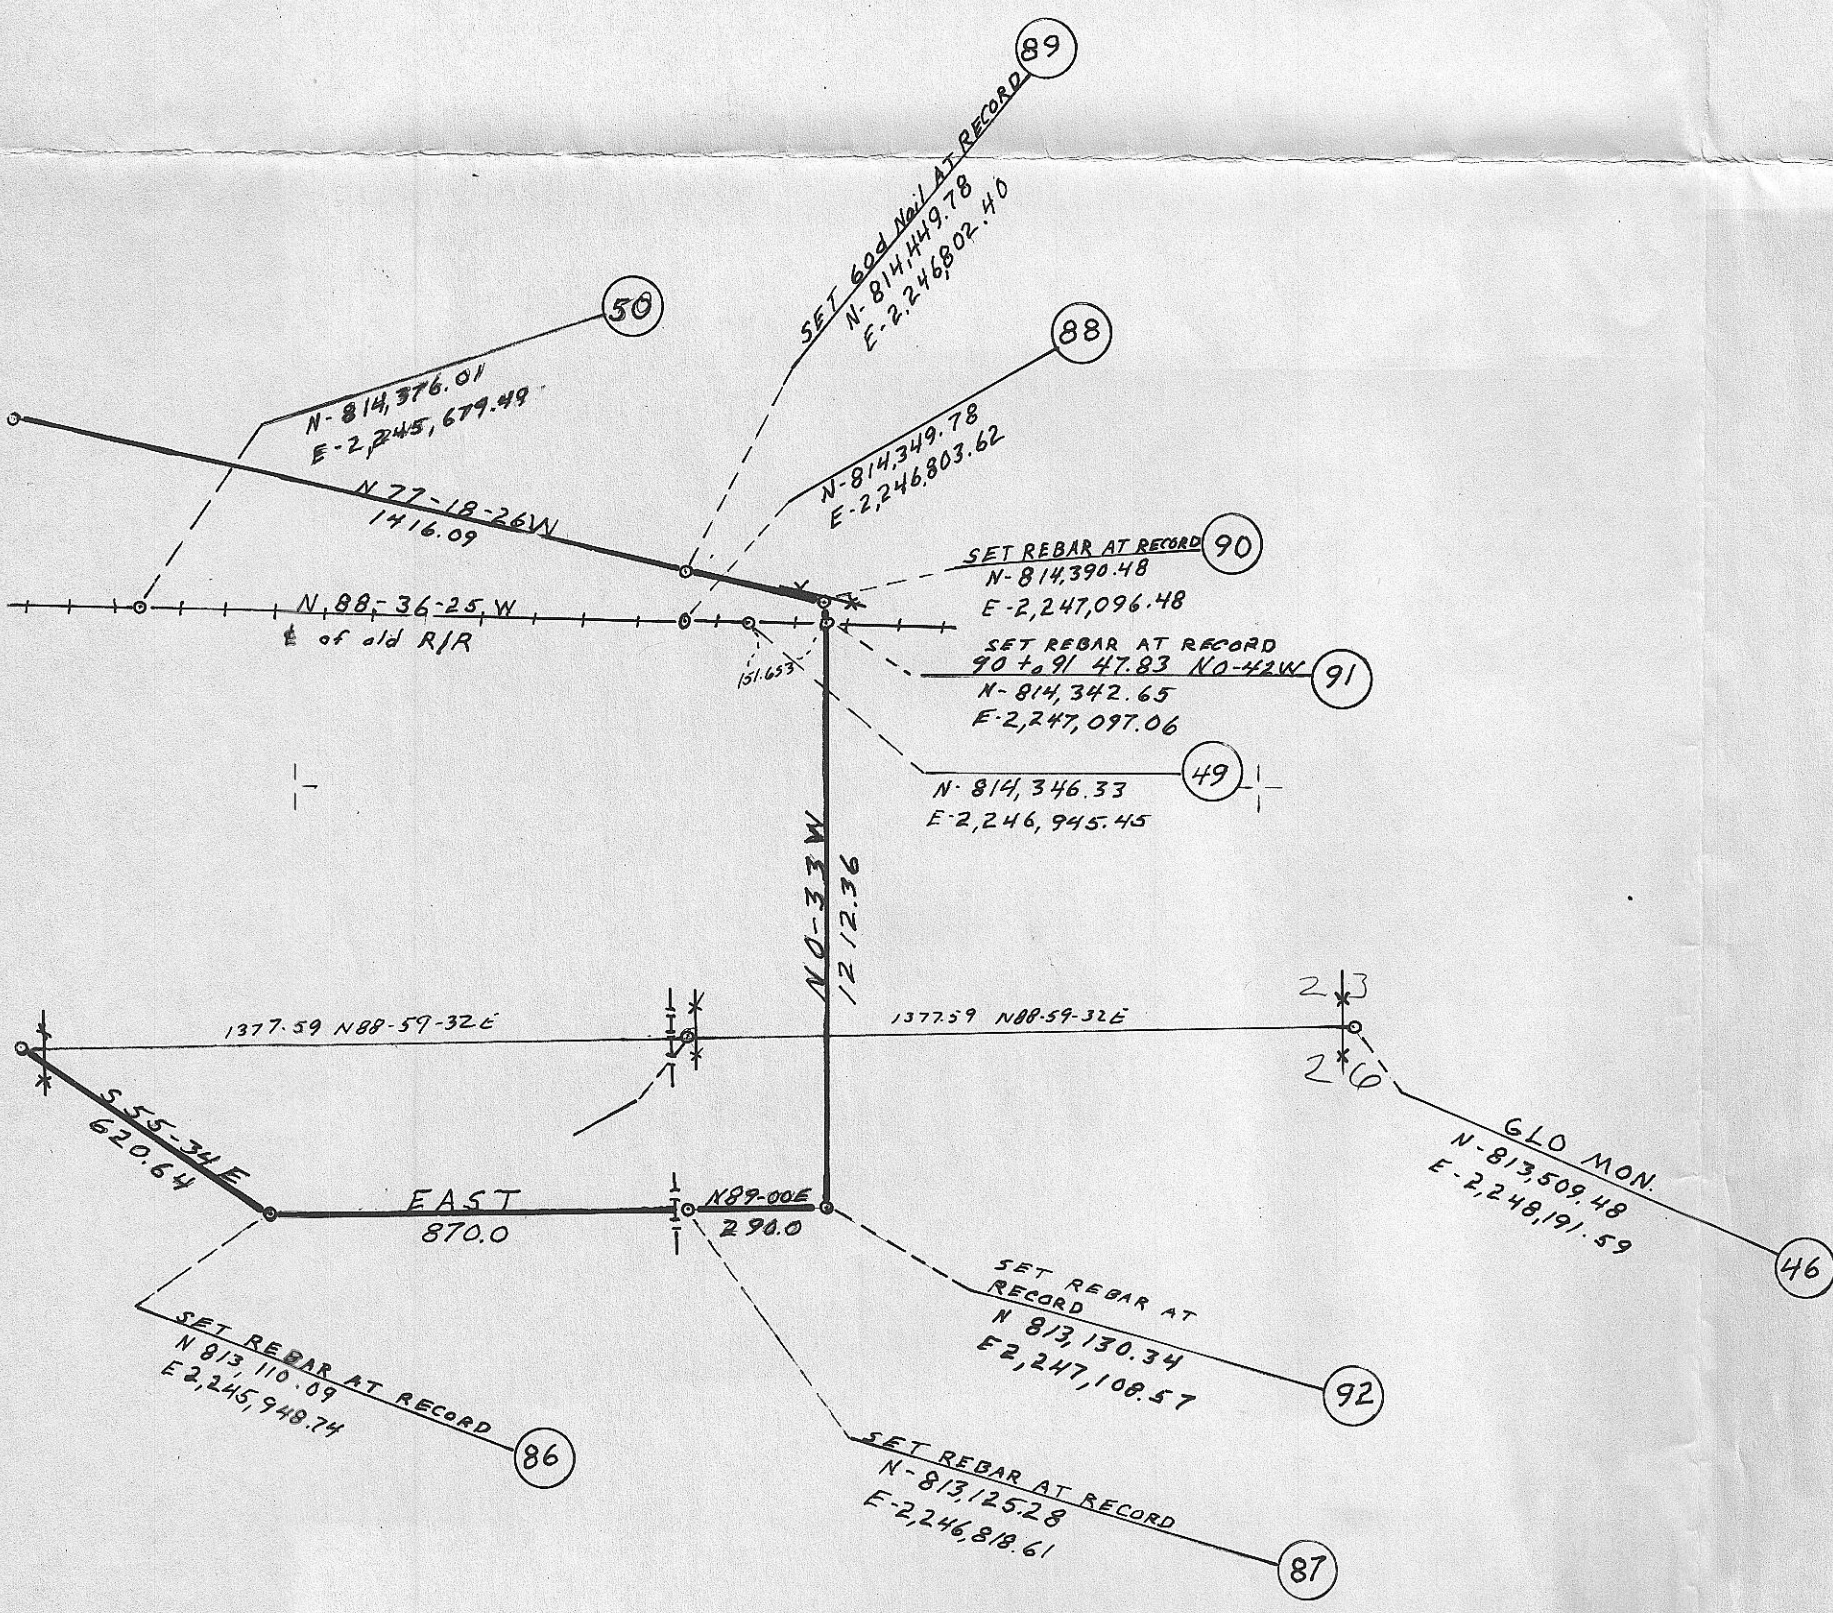 89
SET 60d Nail AT RECORD
N-814,449.78
E-2,246,802.40
50
N-814,376.01
E-2,245,679.49
88
N-814,349.78
E-2,246,803.62
N 77-18-26W
1416.09
SET REBAR AT RECORD 90
N-814,390.48
E-2,247,096.48
N 88-36-25 W
℄ of old R/R
151.653
SET REBAR AT RECORD
90 to 91 47.83 N0-42W 91
N-814,342.65
E-2,247,097.06
49
N-814,346.33
E-2,246,945.45
N0-33W
1212.36
2 3
2 6
1377.59 N88-59-32E
1377.59 N88-59-32E
S 55-34 E
620.64
GLO MON.
N-813,509.48
E-2,248,191.59
46
EAST
870.0
N89-00E
290.0
SET REBAR AT
RECORD
N 813,130.34
E 2,247,108.57
92
SET REBAR AT RECORD
N 813,110.09
E 2,245,948.74
86
SET REBAR AT RECORD
N-813,125.28
E-2,246,818.61
87